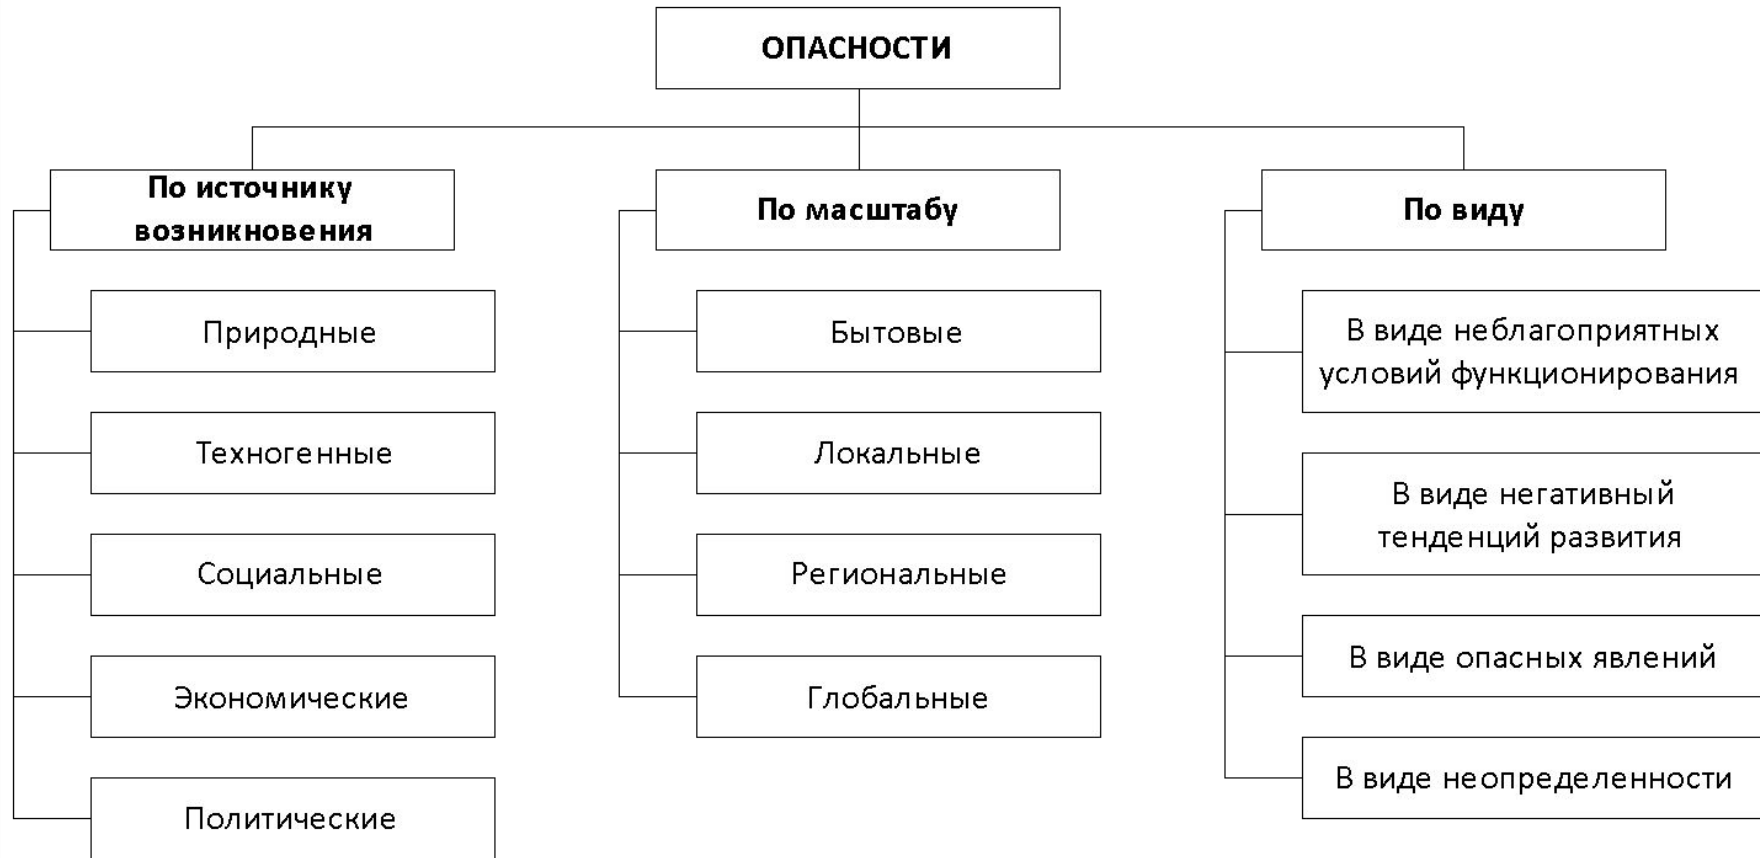 ОПАСНОСТИ
По источнику
возникновения
Природные
Техногенные
Социальные
Экономические
Политические
По масштабу
Бытовые
Локальные
Региональные
Глобальные
По виду
В виде неблагоприятных
условий функционирования
В виде негативный
тенденций развития
В виде опасных явлений
В виде неопределенности